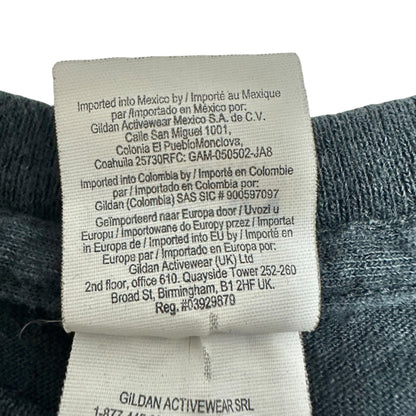 Imported into Mexico by / Importé au Maxique
par /Importado en México por:
Gildan Activewear Mexico S.A. de C.V.
Calle San Miguel 1001,
Colonia El PuebloMonclova,
Coahuila 25730RFC: GAM-050502-JA8
Imported into Colombia by / Importé en Colombie
par / Importado en Colombia por:
Gildan (Colombia) SAS SIC # 900597097
Geïmporteerd naar Europa door / Uvozi u
Europu / Importowane do Europy przez / Importat
in Europa de / Imported into Europe by / Importé en
Europe par / Importado en Europa por:
Gildan Activewear (UK) Ltd
2nd floor, office 610. Quayside Tower 252-260
Broad St, Birmingham, B1 2HF UK.
Reg. #03929879
GILDAN ACTIVEWEAR SRL